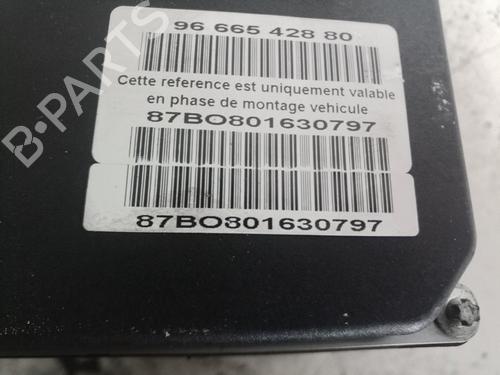 96 665 428 80
Cette reference est uniquement valable
en phase de montage vehicule
87BO801630797
87BO801630797
B-PARTS